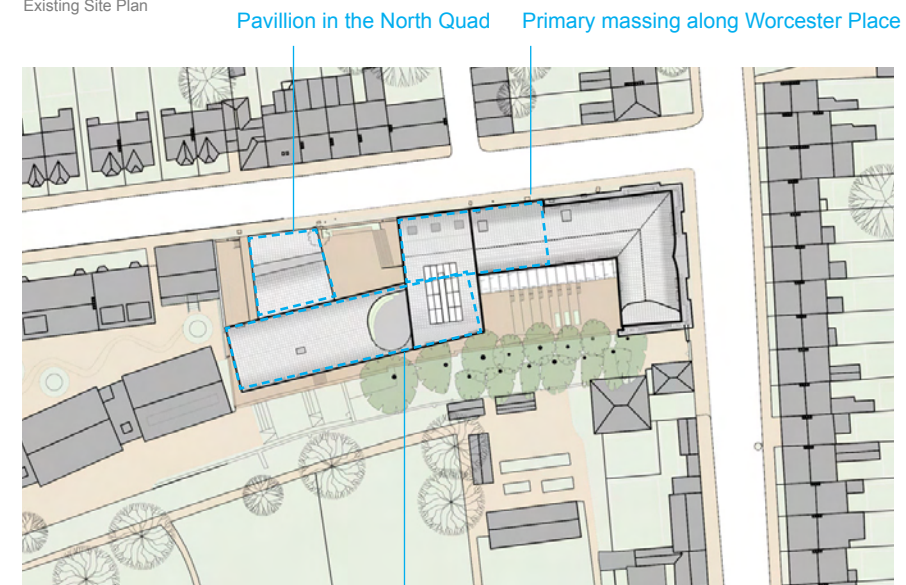 Existing Site Plan
Pavillion in the North Quad
Primary massing along Worcester Place